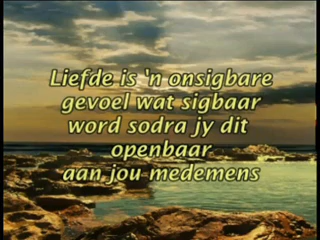 Liefde is 'n onsigbare
gevoel wat sigbaar
word sodra jy dit
openbaar
aan jou medemens